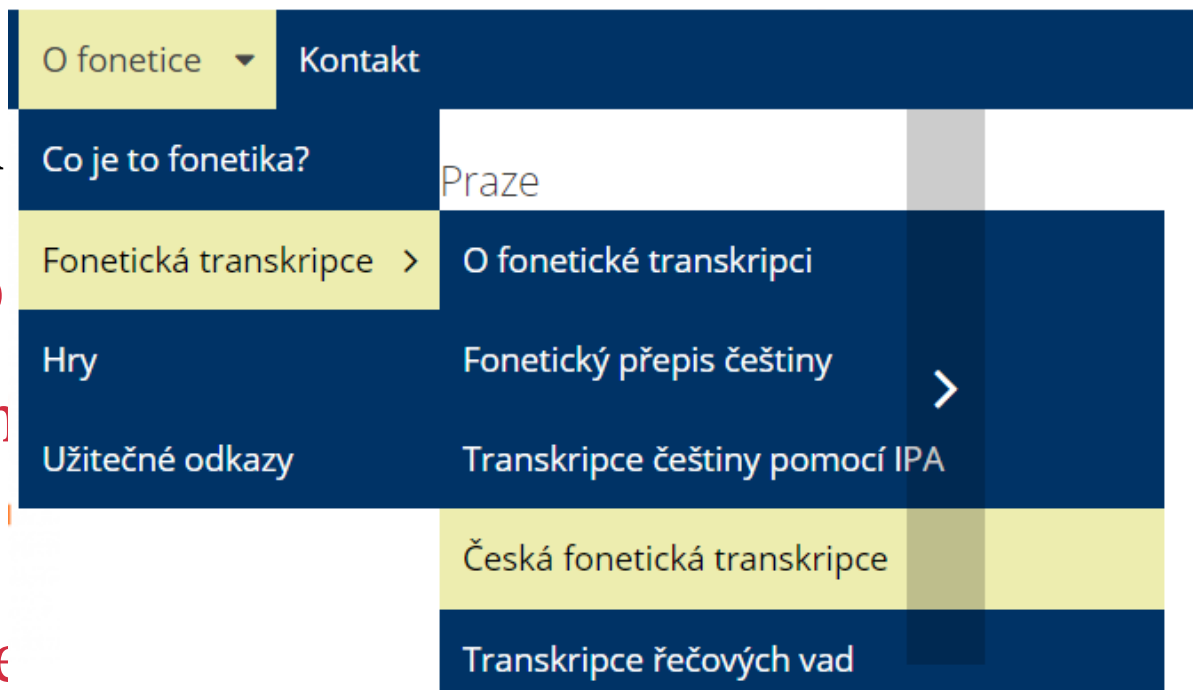 O fonetice
Kontakt
Co je to fonetika?
Praze
Fonetická transkripce
O fonetické transkripci
Hry
Fonetický přepis češtiny
Užitečné odkazy
Transkripce češtiny pomocí IPA
Česká fonetická transkripce
Transkripce řečových vad